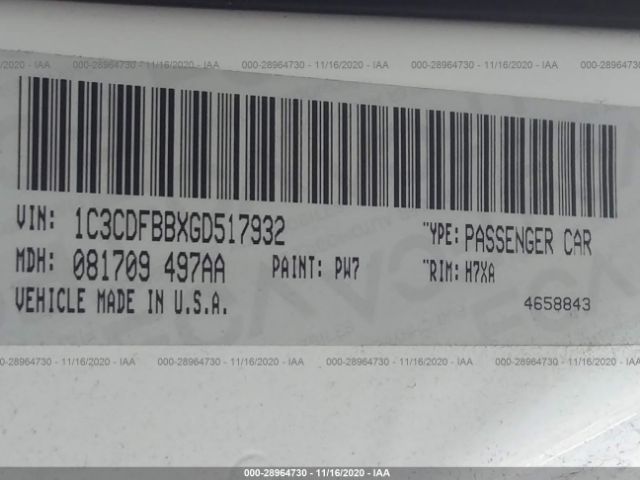 000-28964730 - 11/16/2020 - IAA
VIN: 1C3CDFBBXGD517932
"YPE: PASSENGER CAR
MDH: 081709 497AA
PAINT: PW7
"RIM: H7XA
VEHICLE MADE IN U.S.A.
4658843
000-28964730 - 11/16/2020 - IAA
000-28964730 - 11/16/2020 - IAA